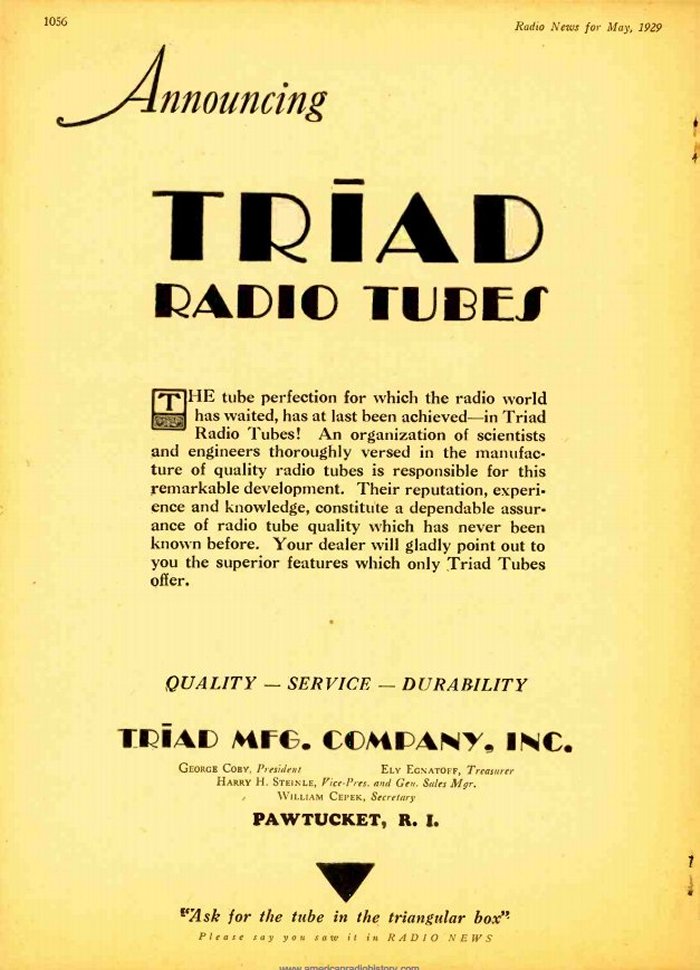 1056
Radio News for May, 1929
Announcing
TRĪAD
RADIO TUBES
THE tube perfection for which the radio world
has waited, has at last been achieved—in Triad
Radio Tubes! An organization of scientists
and engineers thoroughly versed in the manufac-
ture of quality radio tubes is responsible for this
remarkable development. Their reputation, experi-
ence and knowledge, constitute a dependable assur-
ance of radio tube quality which has never been
known before. Your dealer will gladly point out to
you the superior features which only Triad Tubes
offer.
QUALITY — SERVICE — DURABILITY
TRĪAD MFG. COMPANY, INC.
GEORGE COBY, President ELY EGNATOFF, Treasurer
HARRY H. STEINLE, Vice-Pres. and Gen. Sales Mgr.
WILLIAM CEPEK, Secretary
PAWTUCKET, R. I.
"Ask for the tube in the triangular box"
Please say you saw it in RADIO NEWS
www.americanradiohistory.com